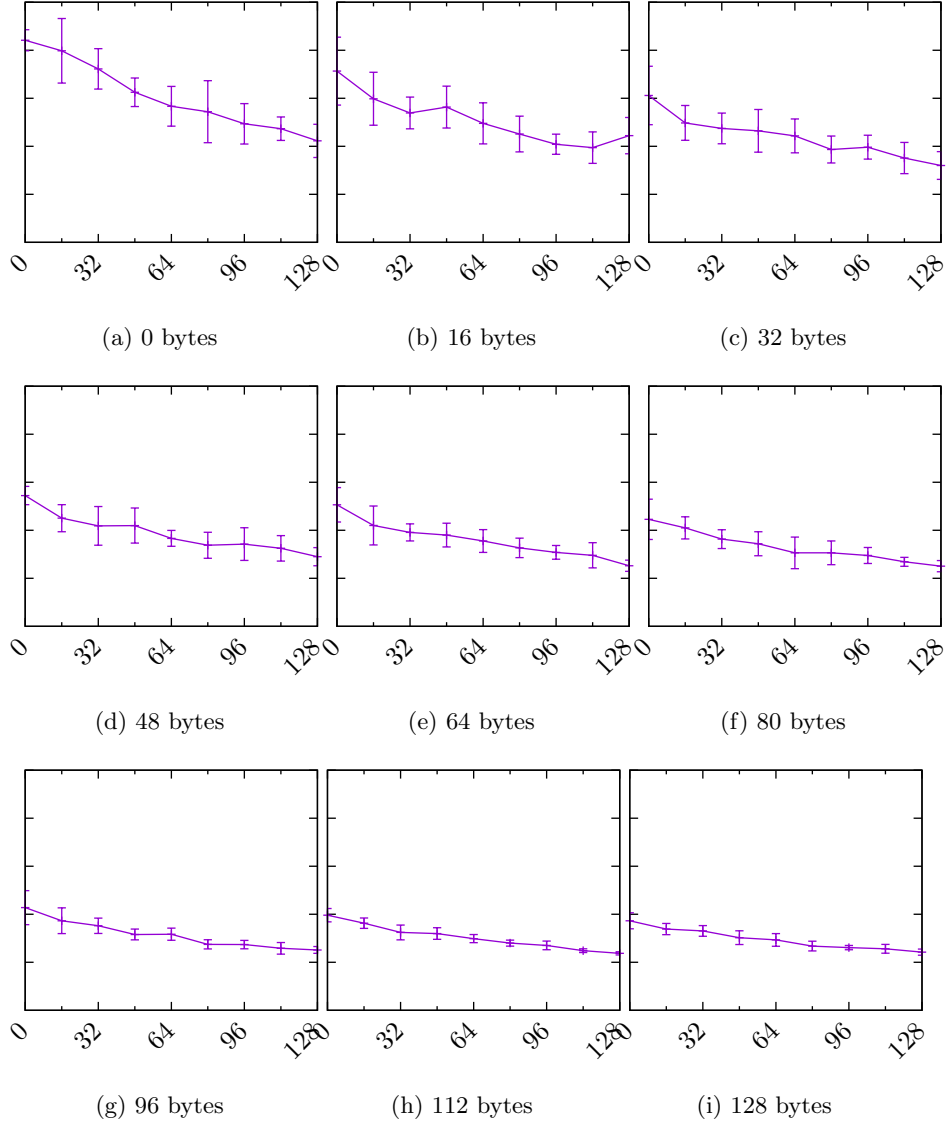 0 32 64 96 128 0 32 64 96 128 0 32 64 96 128
(a) 0 bytes (b) 16 bytes (c) 32 bytes
0 32 64 96 128 0 32 64 96 128 0 32 64 96 128
(d) 48 bytes (e) 64 bytes (f) 80 bytes
0 32 64 96 128 0 32 64 96 128 0 32 64 96 128
(g) 96 bytes (h) 112 bytes (i) 128 bytes